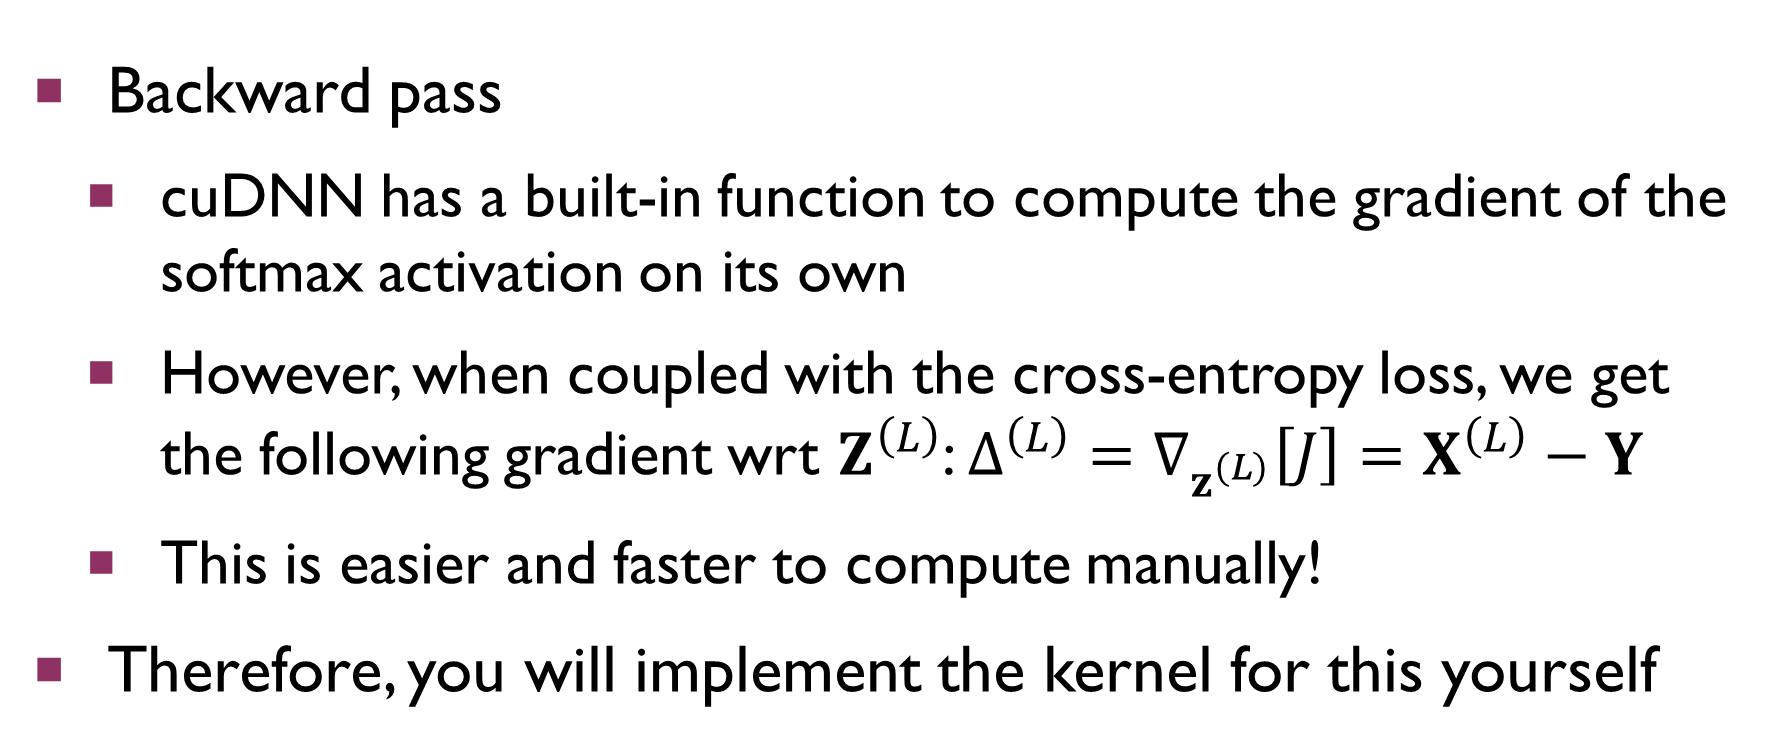 ▪ Backward pass
▪ cuDNN has a built-in function to compute the gradient of the
softmax activation on its own
▪ However, when coupled with the cross-entropy loss, we get
the following gradient wrt 𝐙^(𝐿): Δ^(𝐿) = ∇_𝐳^(𝐿) [𝐽] = 𝐗^(𝐿) − 𝐘
▪ This is easier and faster to compute manually!
▪ Therefore, you will implement the kernel for this yourself